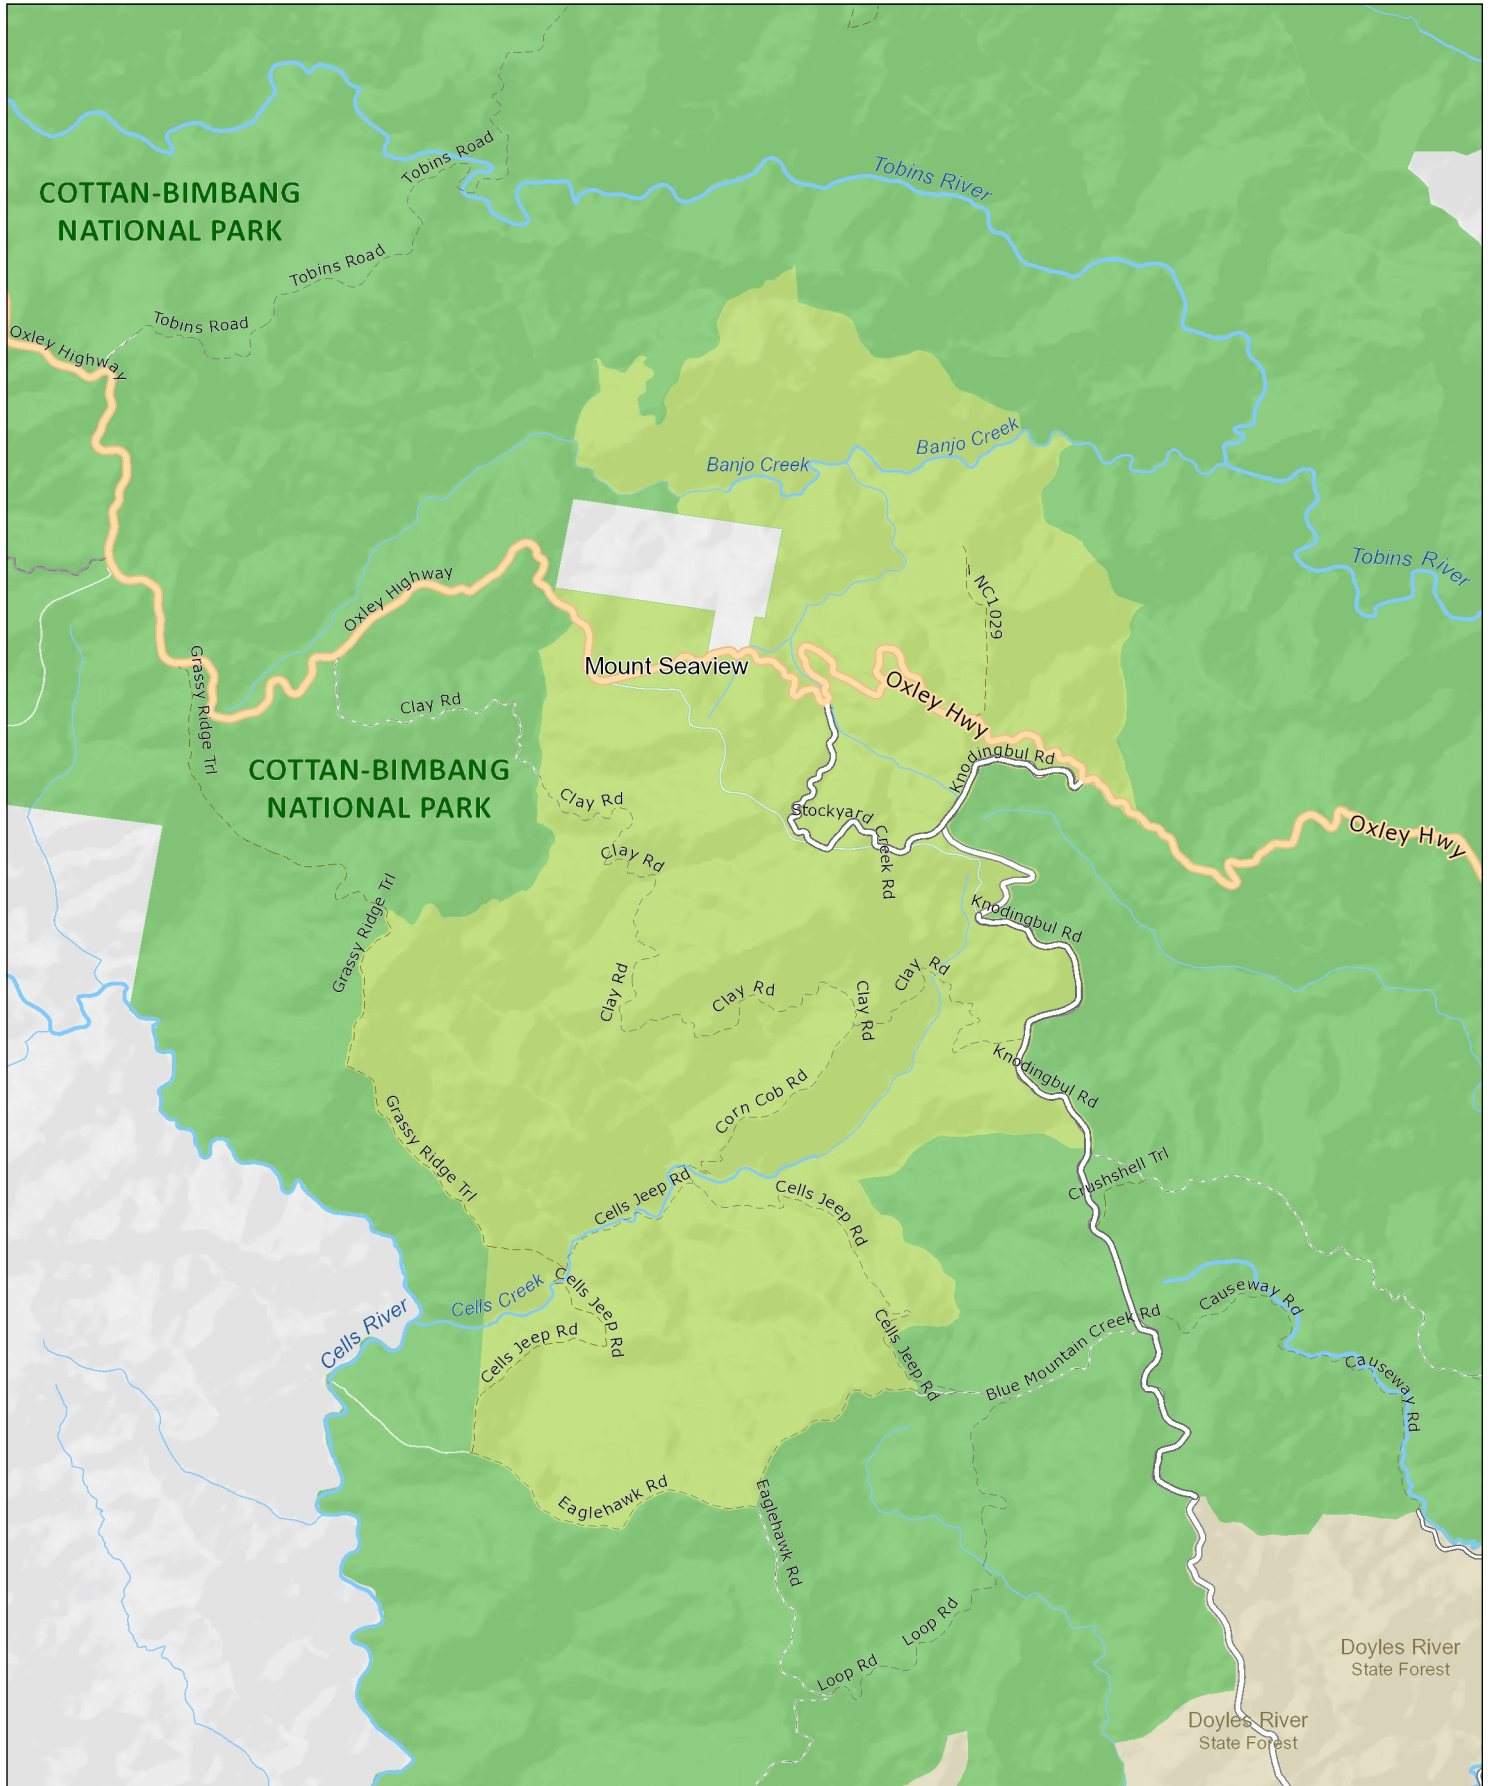 Tobins Road
Tobins River
COTTAN-BIMBANG
NATIONAL PARK
Tobins Road
Tobins Road
Oxley Highway
Banjo Creek
Banjo Creek
Tobins River
Oxley Highway
NC1029
Grassy Ridge Trl
Mount Seaview
Oxley Hwy
Clay Rd
Knodingbul Rd
COTTAN-BIMBANG
NATIONAL PARK
Clay Rd
Stockyard Creek Rd
Oxley Hwy
Clay Rd
Grassy Ridge Trl
Knodingbul Rd
Clay Rd
Clay Rd
Clay Rd
Clay Rd
Knodingbul Rd
Corn Cob Rd
Grassy Ridge Trl
Crushshell Trl
Cells Jeep Rd
Cells Jeep Rd
Cells Creek
Cells Jeep Rd
Causeway Rd
Cells River
Cells Jeep Rd
Cells Jeep Rd
Blue Mountain Creek Rd
Causeway Rd
Eaglehawk Rd
Eaglehawk Rd
Loop Rd
Loop Rd
Doyles River
State Forest
Doyles River
State Forest